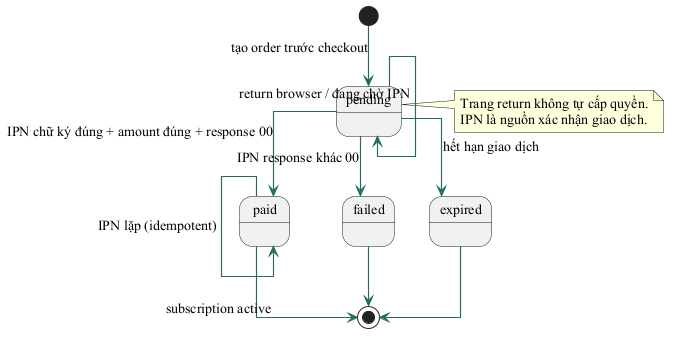 tạo order trước checkout
return browser / đang chờ IPN
pending
Trang return không tự cấp quyền.
IPN là nguồn xác nhận giao dịch.
IPN chữ ký đúng + amount đúng + response 00
IPN response khác 00
hết hạn giao dịch
paid
failed
expired
IPN lặp (idempotent)
subscription active